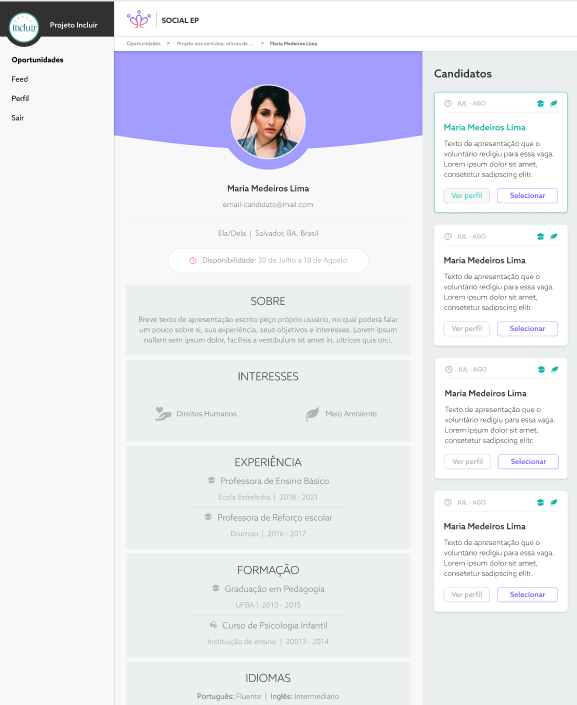 incluir
Projeto Incluir
SOCIAL EP
Oportunidades > Projeto dos sentidos: oficina de ... > Maria Medeiros Lima
Oportunidades
Feed
Perfil
Sair
Maria Medeiros Lima
email-candidato@mail.com
Ela/Dela | Salvador, BA, Brasil
Disponibilidade: 20 de Julho a 18 de Agosto
SOBRE
Breve texto de apresentação escrito peço próprio usuário, no qual poderá falar
um pouco sobre si, sua experiência, seus objetivos e interesses. Lorem ipsum
nullam sem ipsum dolor, facilisis a vestibulum sit amet in, ultrices quis orci.
INTERESSES
Direitos Humanos
Meio Ambiente
EXPERIÊNCIA
Professora de Ensino Básico
Ecola Estrelinha | 2018 - 2021
Professora de Reforço escolar
Drumon | 2016 - 2017
FORMAÇÃO
Graduação em Pedagogia
UFBA | 2010 - 2015
Curso de Psicologia Infantil
Instituição de ensino | 20013 - 2014
IDIOMAS
Português: Fluente | Inglês: Intermediário
Candidatos
JUL - AGO
Maria Medeiros Lima
Texto de apresentação que o
voluntário redigiu para essa vaga.
Lorem ipsum dolor sit amet,
consetetur sadipscing elitr.
Ver perfil
Selecionar
JUL - AGO
Maria Medeiros Lima
Texto de apresentação que o
voluntário redigiu para essa vaga.
Lorem ipsum dolor sit amet,
consetetur sadipscing elitr.
Ver perfil
Selecionar
JUL - AGO
Maria Medeiros Lima
Texto de apresentação que o
voluntário redigiu para essa vaga.
Lorem ipsum dolor sit amet,
consetetur sadipscing elitr.
Ver perfil
Selecionar
JUL - AGO
Maria Medeiros Lima
Texto de apresentação que o
voluntário redigiu para essa vaga.
Lorem ipsum dolor sit amet,
consetetur sadipscing elitr.
Ver perfil
Selecionar